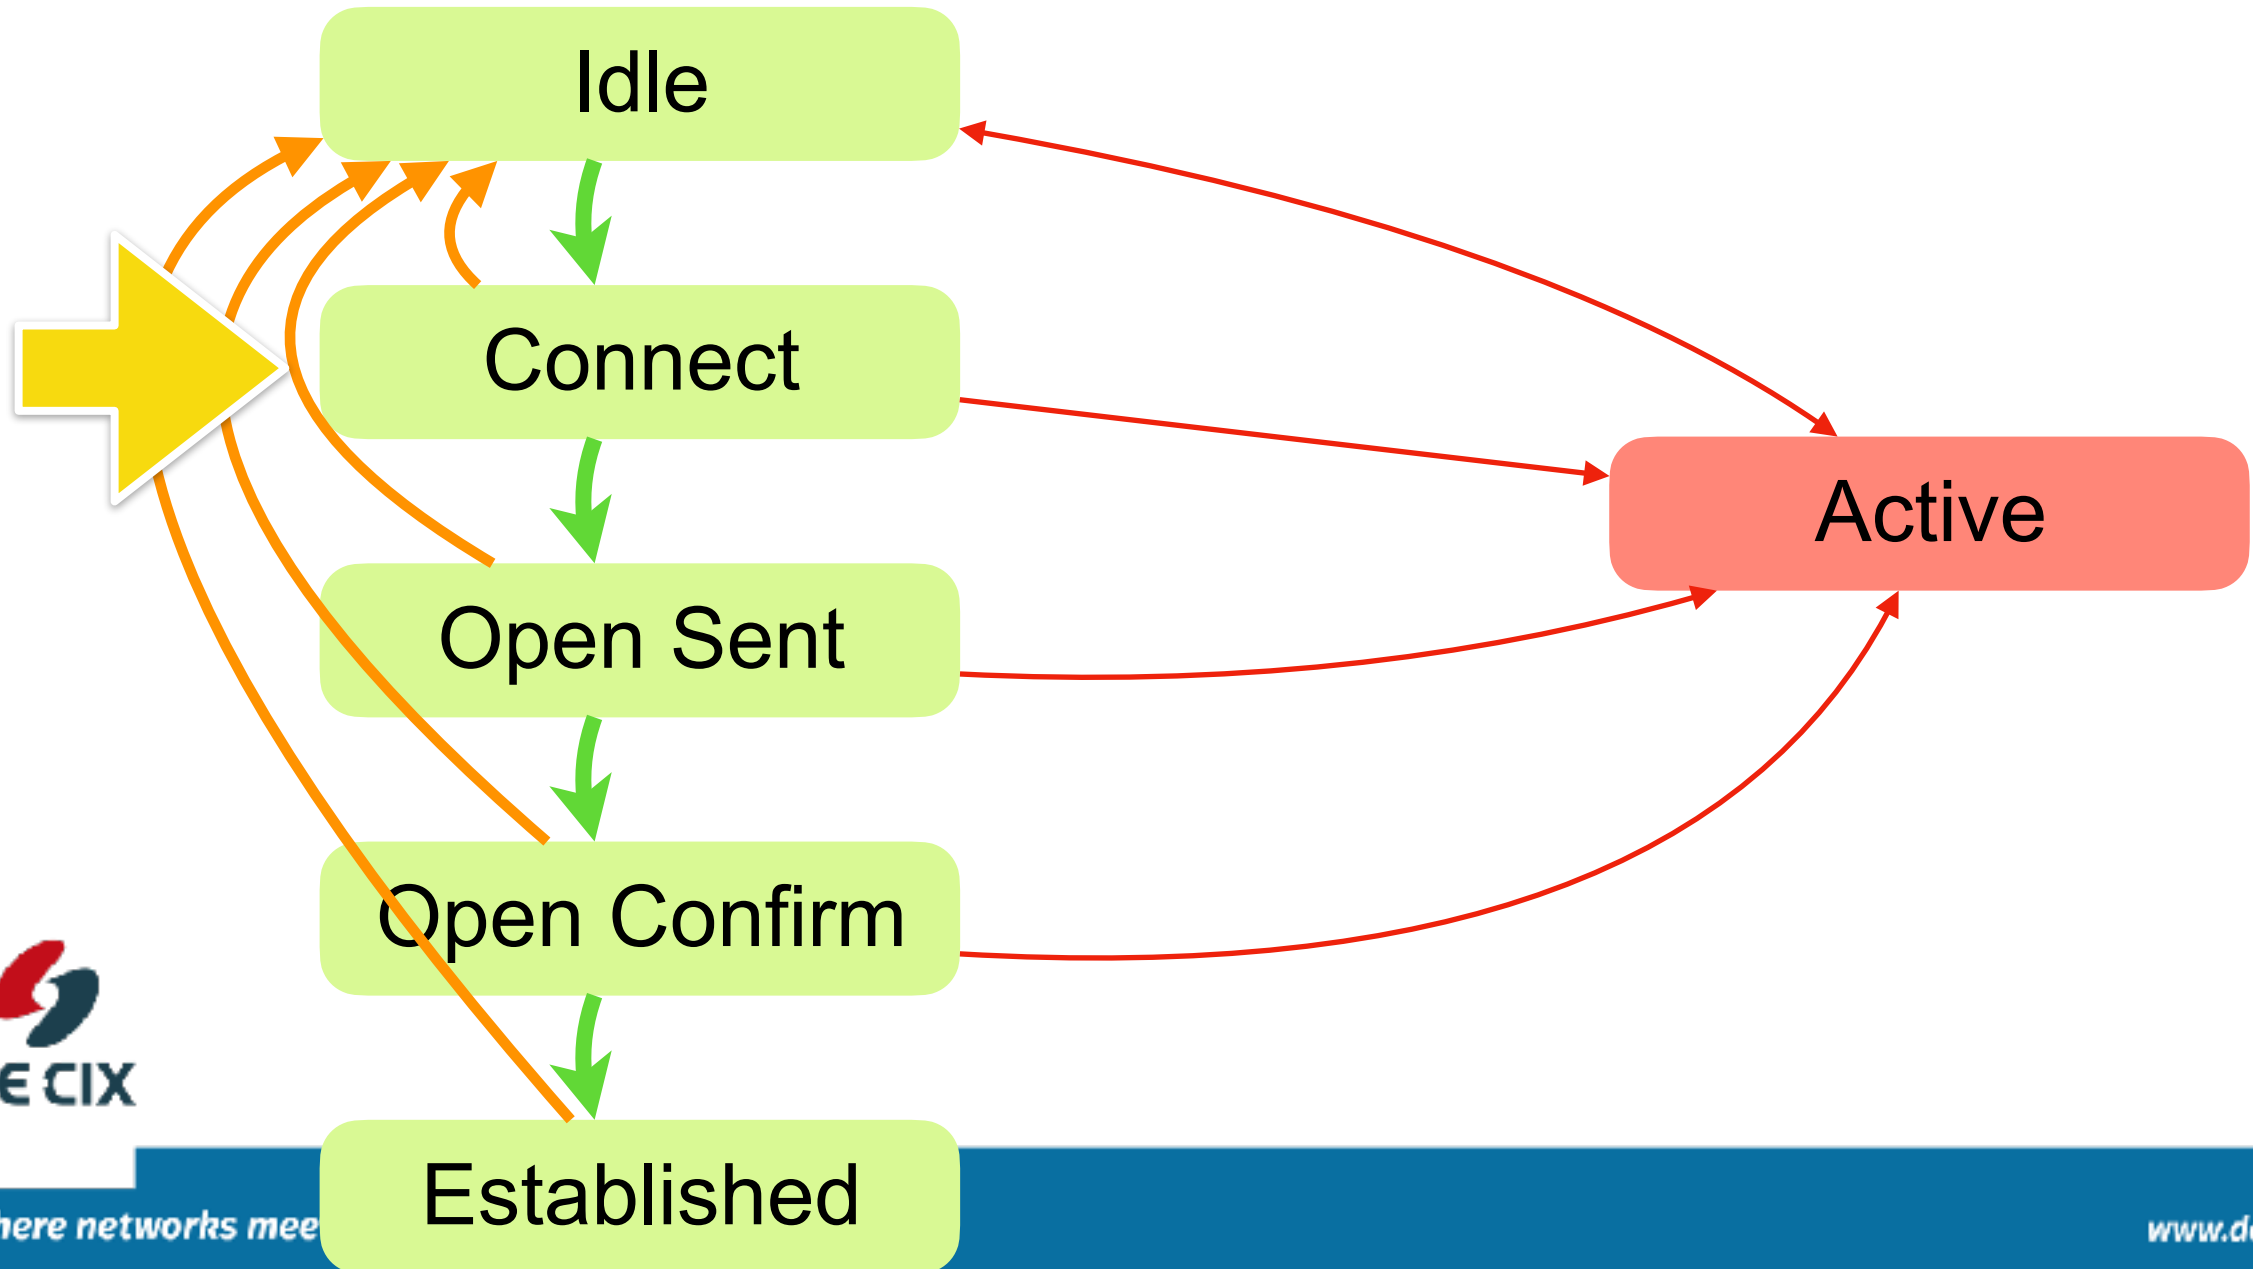 Idle
Connect
Active
Open Sent
Open Confirm
E CIX
Established
here networks mee
www.d